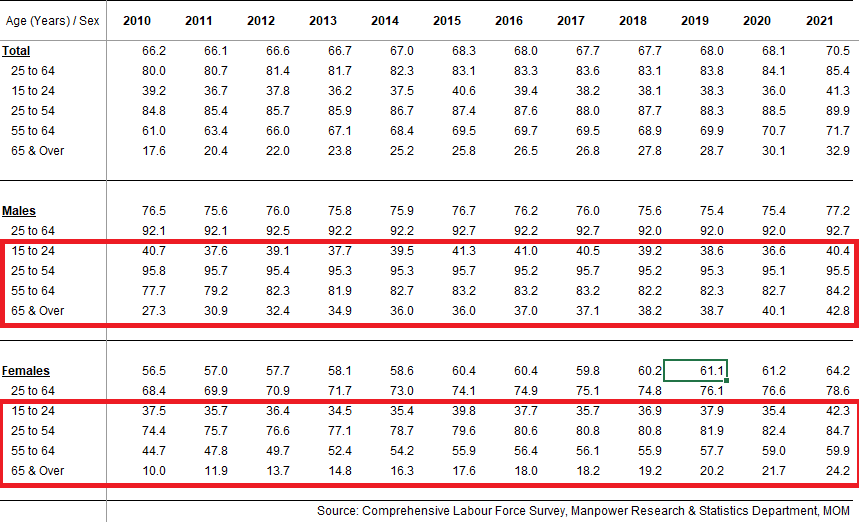 Age (Years) / Sex 2010 2011 2012 2013 2014 2015 2016 2017 2018 2019 2020 2021
Total 66.2 66.1 66.6 66.7 67.0 68.3 68.0 67.7 67.7 68.0 68.1 70.5
25 to 64 80.0 80.7 81.4 81.7 82.3 83.1 83.3 83.6 83.1 83.8 84.1 85.4
15 to 24 39.2 36.7 37.8 36.2 37.5 40.6 39.4 38.2 38.1 38.3 36.0 41.3
25 to 54 84.8 85.4 85.7 85.9 86.7 87.4 87.6 88.0 87.7 88.3 88.5 89.9
55 to 64 61.0 63.4 66.0 67.1 68.4 69.5 69.7 69.5 68.9 69.9 70.7 71.7
65 & Over 17.6 20.4 22.0 23.8 25.2 25.8 26.5 26.8 27.8 28.7 30.1 32.9
Males 76.5 75.6 76.0 75.8 75.9 76.7 76.2 76.0 75.6 75.4 75.4 77.2
25 to 64 92.1 92.1 92.5 92.2 92.2 92.7 92.2 92.7 92.0 92.0 92.0 92.7
15 to 24 40.7 37.6 39.1 37.7 39.5 41.3 41.0 40.5 39.2 38.6 36.6 40.4
25 to 54 95.8 95.7 95.4 95.3 95.3 95.7 95.2 95.7 95.2 95.3 95.1 95.5
55 to 64 77.7 79.2 82.3 81.9 82.7 83.2 83.2 83.2 82.2 82.3 82.7 84.2
65 & Over 27.3 30.9 32.4 34.9 36.0 36.0 37.0 37.1 38.2 38.7 40.1 42.8
Females 56.5 57.0 57.7 58.1 58.6 60.4 60.4 59.8 60.2 61.1 61.2 64.2
25 to 64 68.4 69.9 70.9 71.7 73.0 74.1 74.9 75.1 74.8 76.1 76.6 78.6
15 to 24 37.5 35.7 36.4 34.5 35.4 39.8 37.7 35.7 36.9 37.9 35.4 42.3
25 to 54 74.4 75.7 76.6 77.1 78.7 79.6 80.6 80.8 80.8 81.9 82.4 84.7
55 to 64 44.7 47.8 49.7 52.4 54.2 55.9 56.4 56.1 55.9 57.7 59.0 59.9
65 & Over 10.0 11.9 13.7 14.8 16.3 17.6 18.0 18.2 19.2 20.2 21.7 24.2
Source: Comprehensive Labour Force Survey, Manpower Research & Statistics Department, MOM